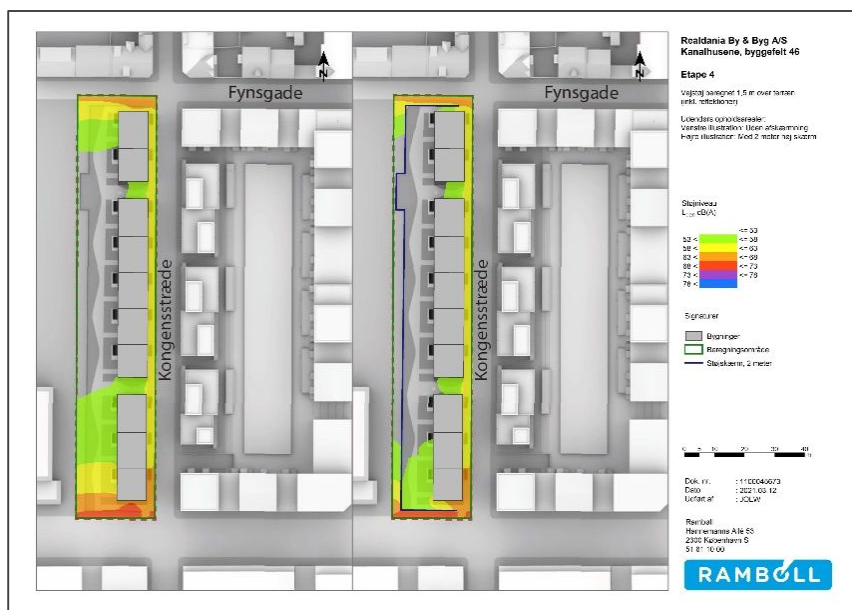 N
Fynsgade
Kongensstræde
N
Fynsgade
Kongensstræde
Realdania By & Byg A/S
Kanalhusene, byggefelt 46
Etape 4
Vejstøj beregnet 1,5 m over terræn
(inkl. reflektioner)
Udendørs opholdsarealer:
Venstre illustration: Uden afskærmning
Højre illustration: Med 2 meter høj skærm
Støjniveau
dB(A)
<= 53
53 < <= 58
58 < <= 63
63 < <= 68
68 < <= 73
73 < <= 78
78 <
Signaturer
Bygninger
Beregningsområde
Støjskærm, 2 meter
0 5 10 20 30 40
m
Dok. nr. : 1100045673
Dato : 2021.03.12
Udført af : JOLW
Rambøll
Hannemanns Allé 53
2300 København S
51 61 10 00
RAMBOLL